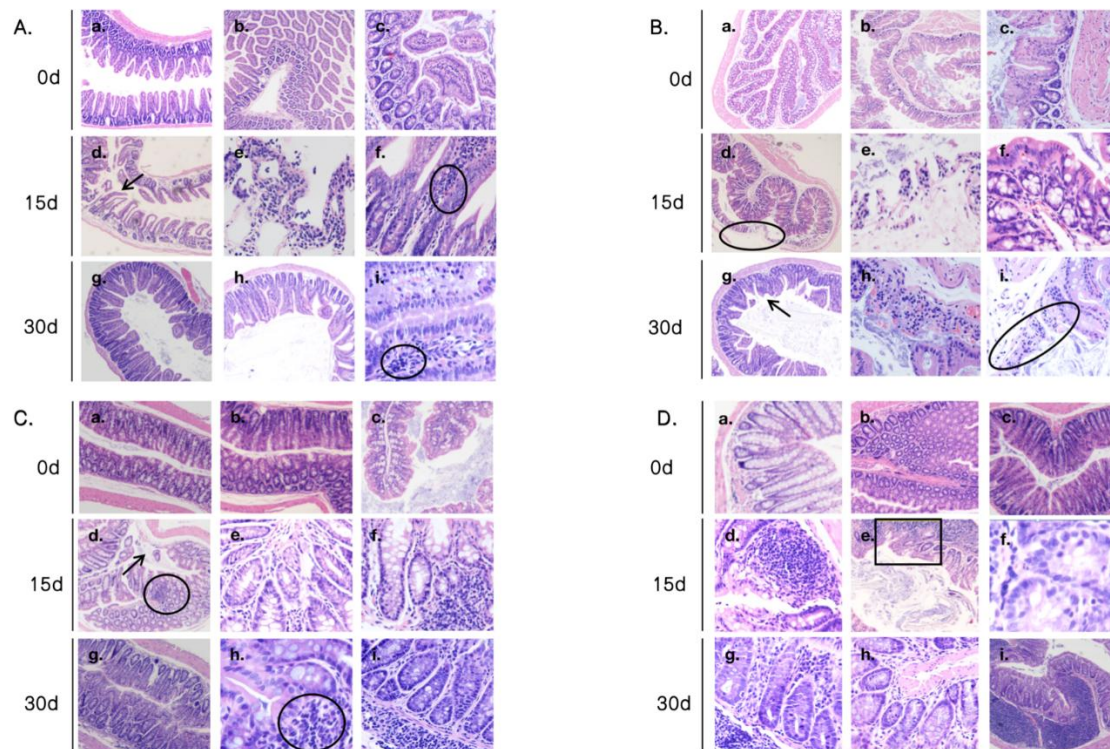 A.
a. b. c.
0d
d. e. f.
15d
g. h. i.
30d
B.
a. b. c.
0d
d. e. f.
15d
g. h. i.
30d
C.
a. b. c.
0d
d. e. f.
15d
g. h. i.
30d
D.
a. b. c.
0d
d. e. f.
15d
g. h. i.
30d